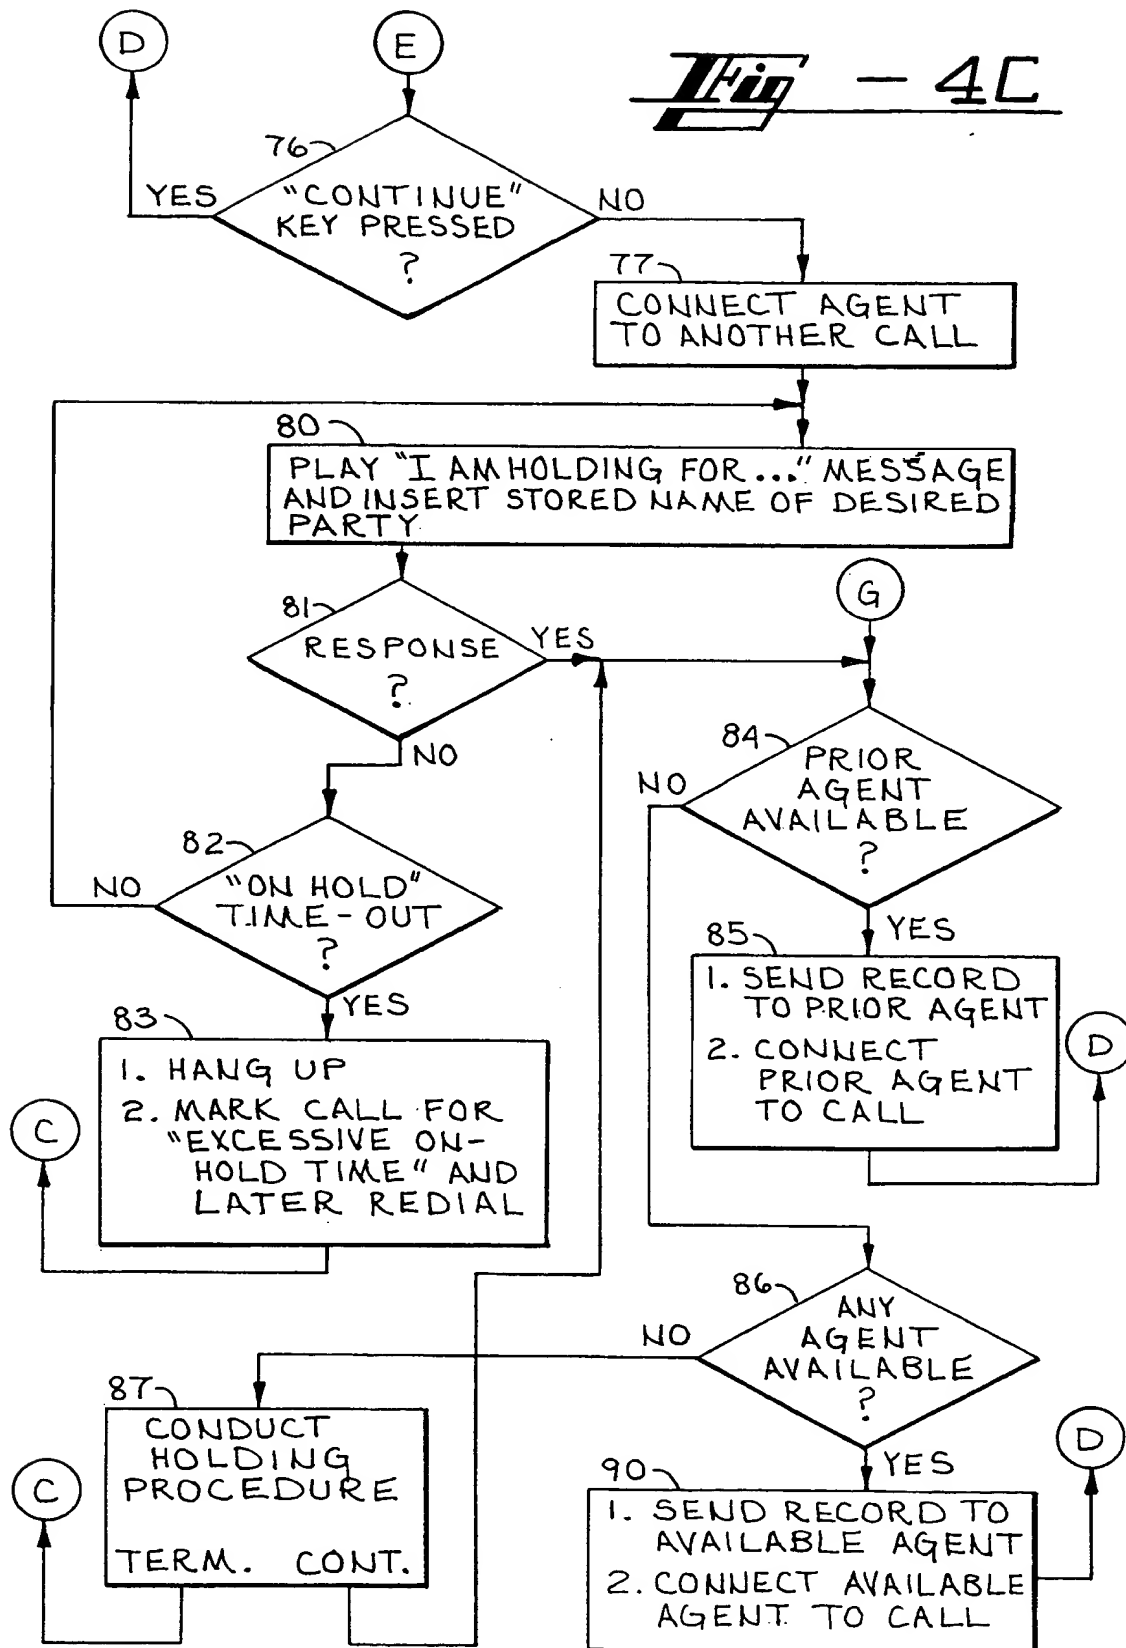 D
E
Fig - 4C
76
YES
"CONTINUE"
KEY PRESSED
?
NO
77
CONNECT AGENT
TO ANOTHER CALL
80
PLAY "I AM HOLDING FOR..." MESSAGE
AND INSERT STORED NAME OF DESIRED
PARTY
G
81
RESPONSE
?
YES
NO
84
PRIOR
AGENT
AVAILABLE
?
NO
YES
82
"ON HOLD"
TIME-OUT
?
NO
YES
85
1. SEND RECORD
TO PRIOR AGENT
2. CONNECT
PRIOR AGENT
TO CALL
D
83
1. HANG UP
2. MARK CALL FOR
"EXCESSIVE ON-
HOLD TIME" AND
LATER REDIAL
C
86
ANY
AGENT
AVAILABLE
?
NO
YES
87
CONDUCT
HOLDING
PROCEDURE
TERM. CONT.
C
90
1. SEND RECORD TO
AVAILABLE AGENT
2. CONNECT AVAILABLE
AGENT TO CALL
D